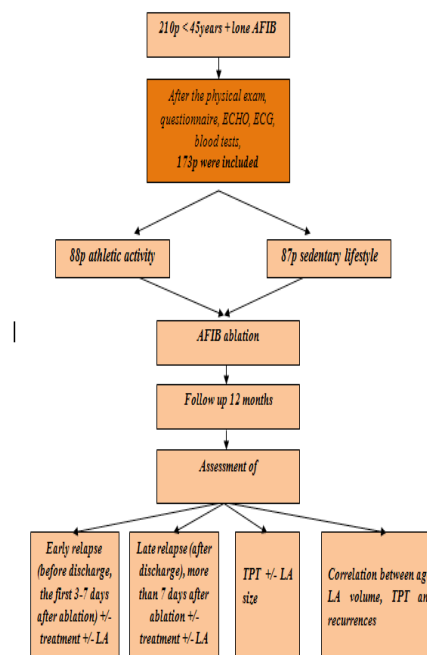 210p < 45years + lone AFIB
After the physical exam,
questionnaire, ECHO, ECG,
blood tests,
173p were included
88p athletic activity
87p sedentary lifestyle
AFIB ablation
Follow up 12 months
Assessment of
Early relapse
(before discharge,
the first 3-7 days
after ablation) +/-
treatment +/- LA
Late relapse (after
discharge), more
than 7 days after
ablation +/-
treatment +/- LA
TPT +/- LA
size
Correlation between
LA volume, TPT
recurrences